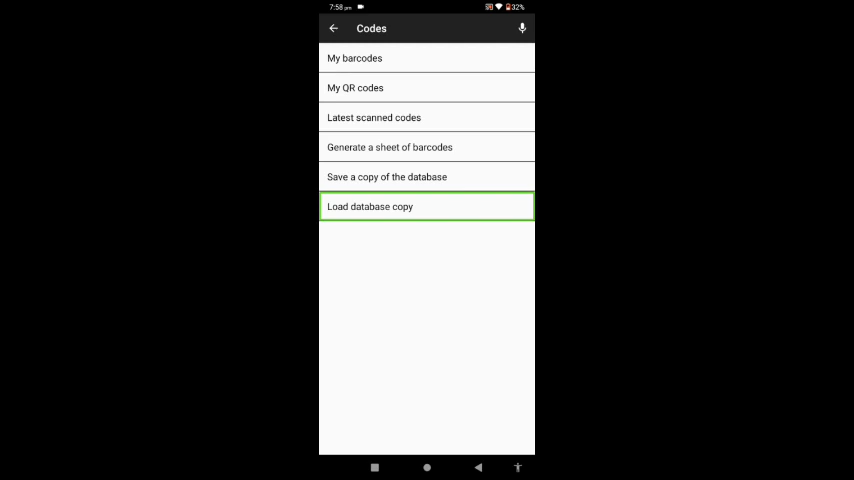 7:58 pm 32%
Codes
My barcodes
My QR codes
Latest scanned codes
Generate a sheet of barcodes
Save a copy of the database
Load database copy